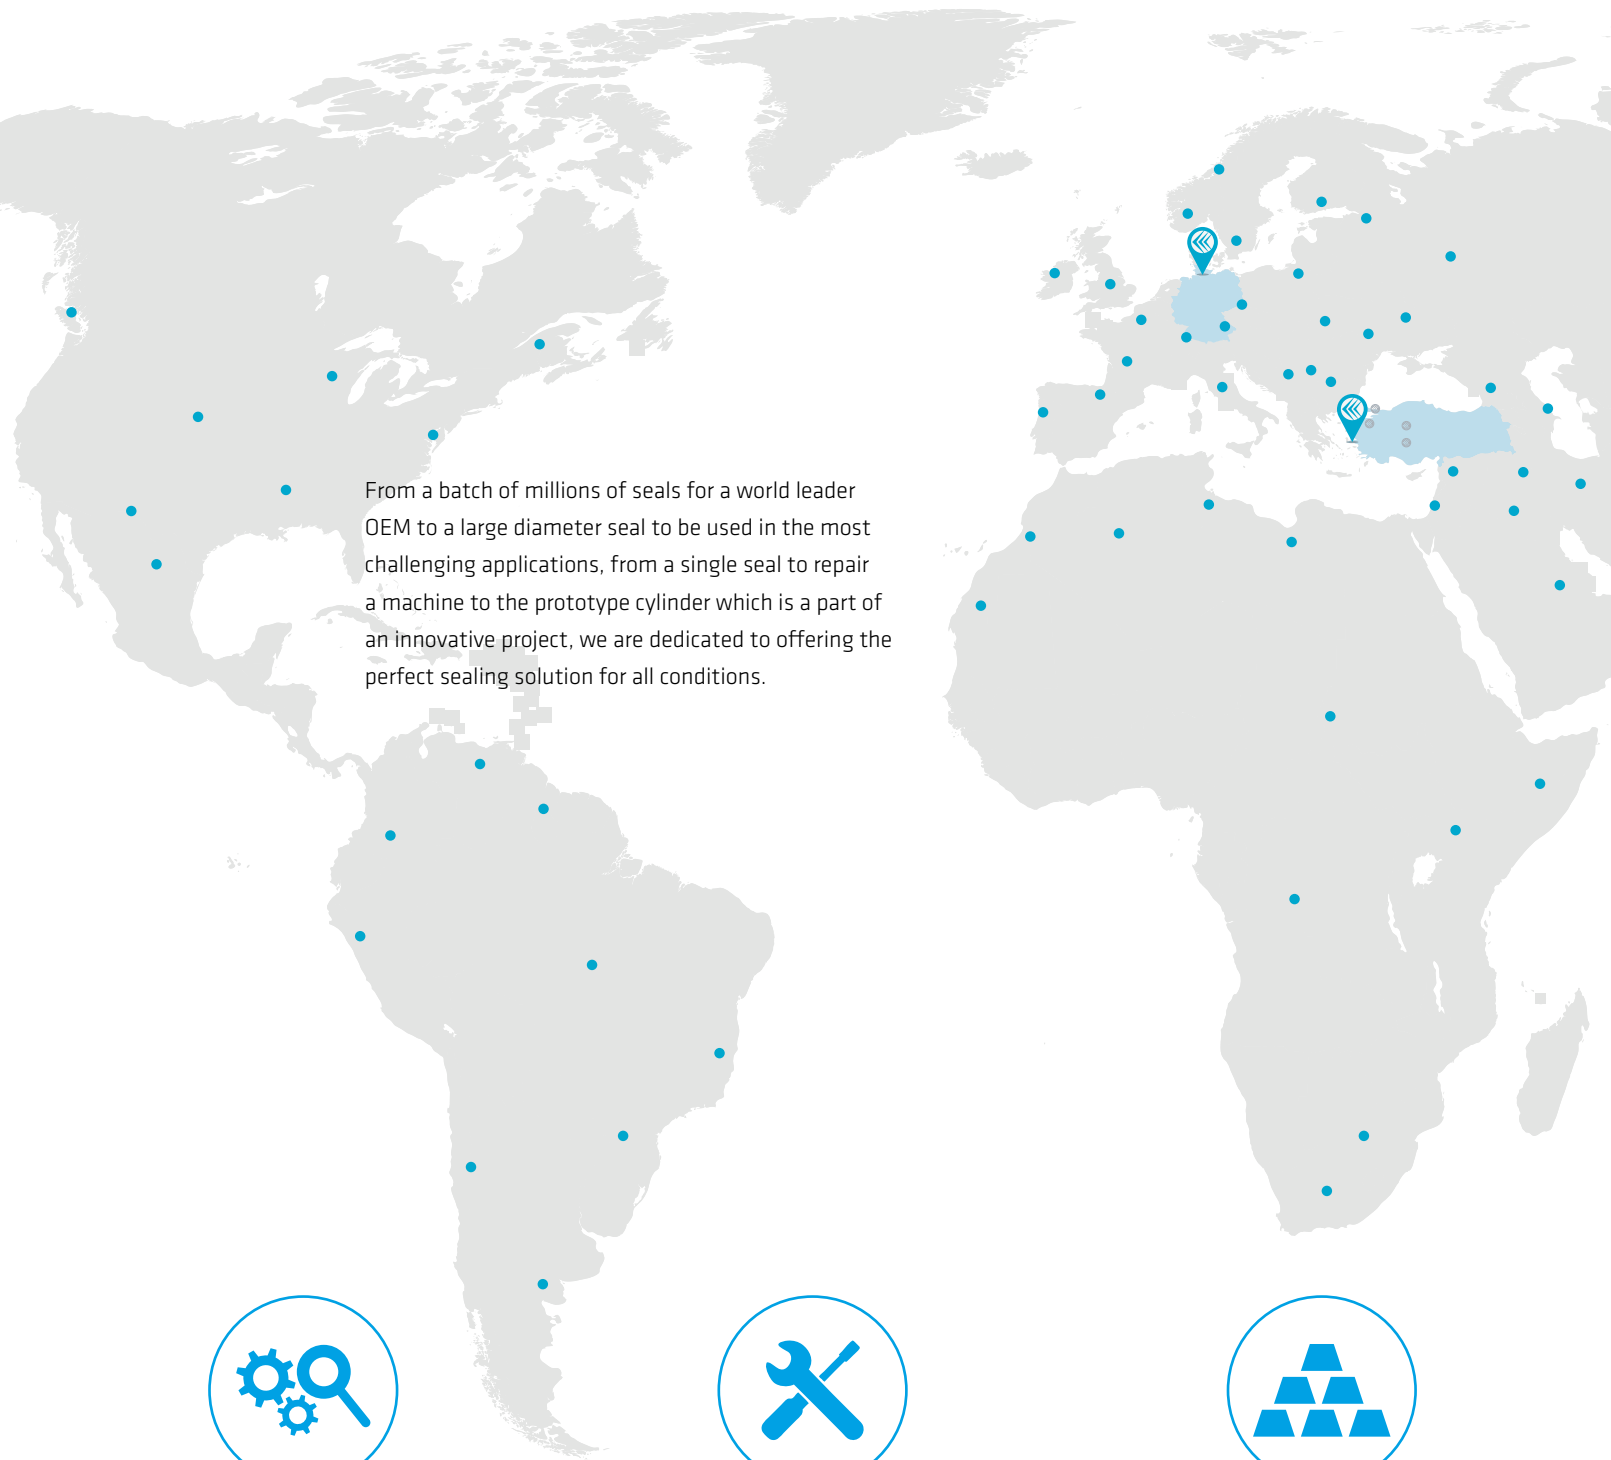 From a batch of millions of seals for a world leader
OEM to a large diameter seal to be used in the most
challenging applications, from a single seal to repair
a machine to the prototype cylinder which is a part of
an innovative project, we are dedicated to offering the
perfect sealing solution for all conditions.